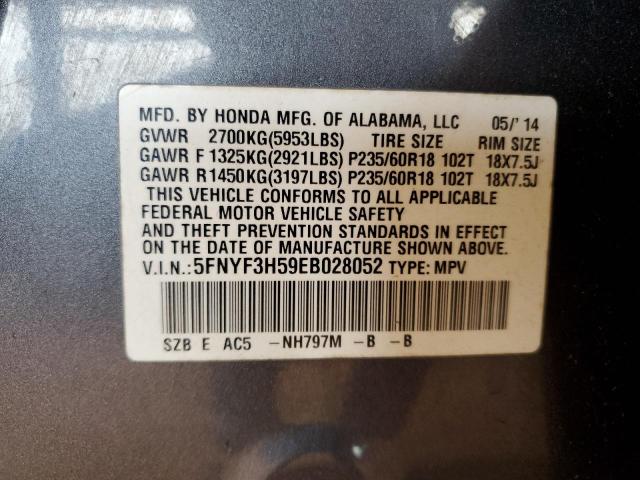 MFD. BY HONDA MFG. OF ALABAMA, LLC 05/'14
GVWR 2700KG(5953LBS) TIRE SIZE RIM SIZE
GAWR F 1325KG(2921LBS) P235/60R18 102T 18X7.5J
GAWR R 1450KG(3197LBS) P235/60R18 102T 18X7.5J
THIS VEHICLE CONFORMS TO ALL APPLICABLE
FEDERAL MOTOR VEHICLE SAFETY
AND THEFT PREVENTION STANDARDS IN EFFECT
ON THE DATE OF MANUFACTURE SHOWN ABOVE.
V.I.N.: 5FNYF3H59EB028052 TYPE: MPV
SZB E AC5 -NH797M -B -B